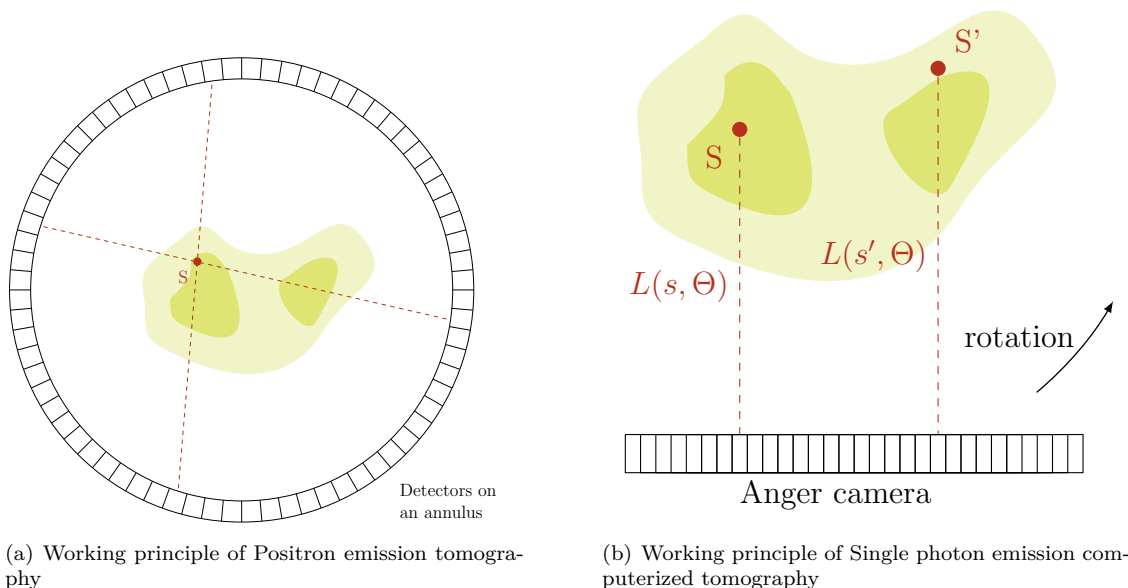 S
Detectors on
an annulus
(a) Working principle of Positron emission tomogra-
phy
S'
S
L(s, Θ)
L(s′, Θ)
rotation
Anger camera
(b) Working principle of Single photon emission com-
puterized tomography